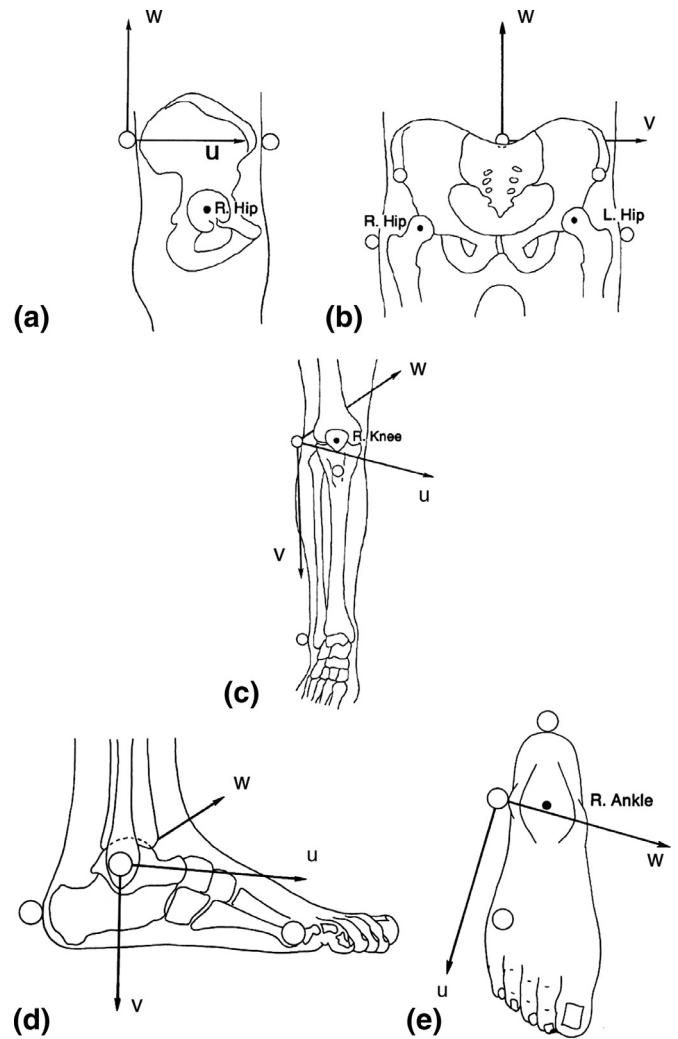 W
u
R. Hip
(a)
W
V
R. Hip
L. Hip
(b)
W
R. Knee
u
V
(c)
W
u
V
(d)
R. Ankle
W
u
(e)